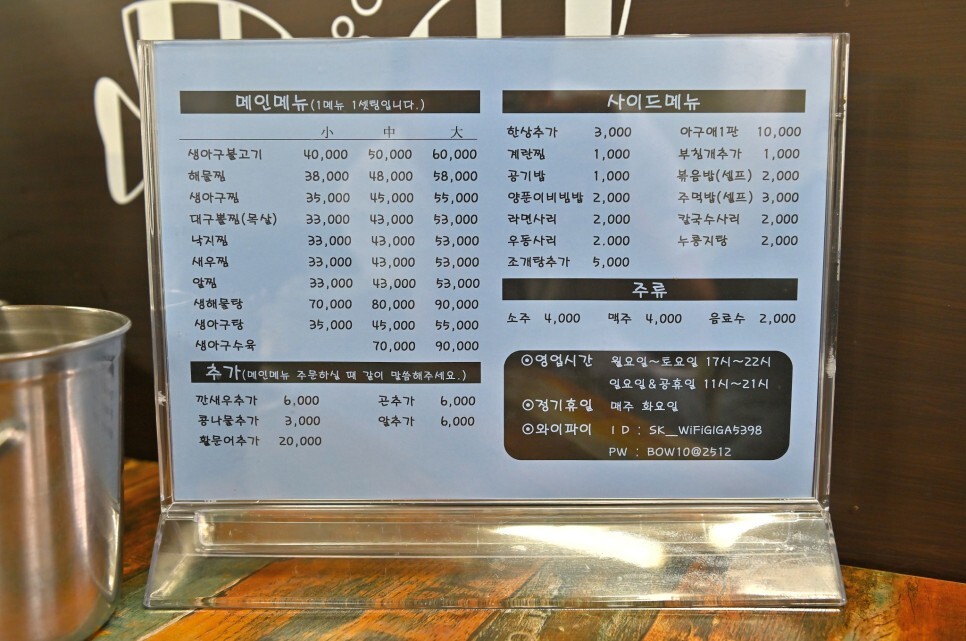 메인메뉴(1메뉴 1셋팅입니다.)
小 中 大
생아구불고기 40,000 50,000 60,000
해물찜 38,000 48,000 58,000
생아구찜 35,000 45,000 55,000
대구뽈찜(목살) 33,000 43,000 53,000
낙지찜 33,000 43,000 53,000
새우찜 33,000 43,000 53,000
알찜 33,000 43,000 53,000
생해물탕 70,000 80,000 90,000
생아구탕 35,000 45,000 55,000
생아구수육 70,000 90,000
추가(메인메뉴 주문하실 때 같이 말씀해주세요.)
깐새우추가 6,000 곤추가 6,000
콩나물추가 3,000 알추가 6,000
활문어추가 20,000
사이드메뉴
한상추가 3,000 아구애1판 10,000
계란찜 1,000 부침개추가 1,000
공기밥 1,000 볶음밥(셀프) 2,000
양푼이비빔밥 2,000 주먹밥(셀프) 3,000
라면사리 2,000 칼국수사리 2,000
우동사리 2.000 누룽지탕 2,000
조개탕추가 5,000
주류
소주 4,000 맥주 4,000 음료수 2,000
⊙영업시간 월요일~토요일 17시~22시
일요일&공휴일 11시~21시
⊙정기휴일 매주 화요일
⊙와이파이 I D : SK_WiFiGIGA5398
PW : BOW10@2512